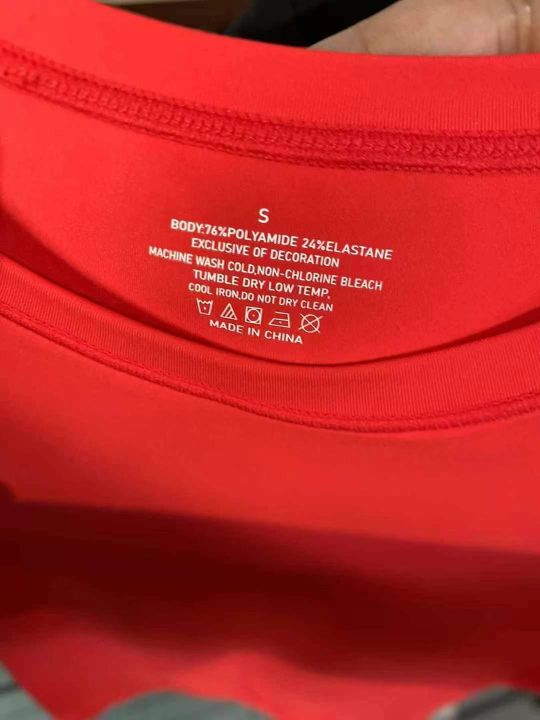 S
BODY:76%POLYAMIDE 24%ELASTANE
EXCLUSIVE OF DECORATION
MACHINE WASH COLD,NON-CHLORINE BLEACH
TUMBLE DRY LOW TEMP.
COOL IRON,DO NOT DRY CLEAN
MADE IN CHINA